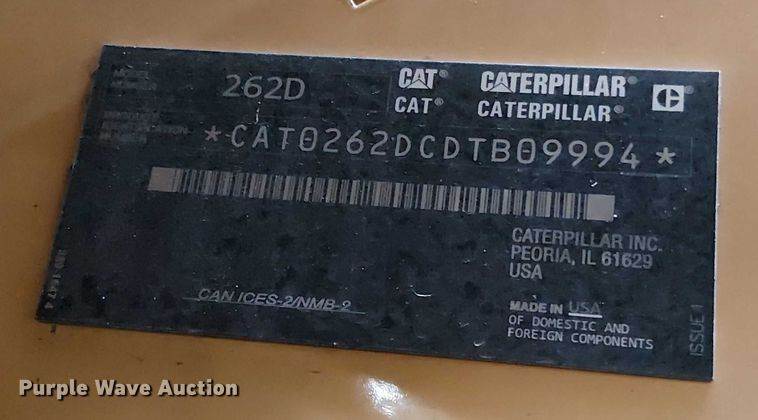 262D
CAT® CATERPILLAR®
CAT® CATERPILLAR®
*CAT0262DCDTB09994*
CATERPILLAR INC.
PEORIA, IL 61629
USA
CAN ICES-2/NMB-2
MADE IN USA
OF DOMESTIC AND
FOREIGN COMPONENTS
ISSUE 1
Purple Wave Auction